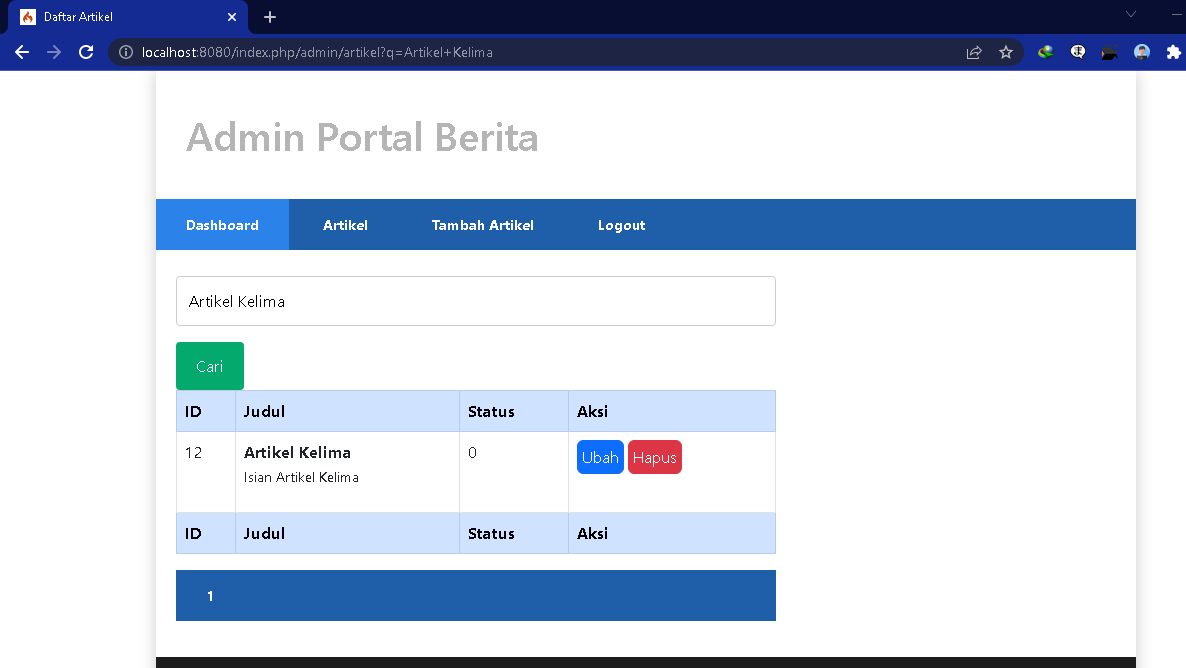 Daftar Artikel
localhost:8080/index.php/admin/artikel?q=Artikel+Kelima
Admin Portal Berita
Dashboard Artikel Tambah Artikel Logout
Artikel Kelima
Cari
ID Judul Status Aksi
12 Artikel Kelima 0 Ubah Hapus
Isian Artikel Kelima
ID Judul Status Aksi
1